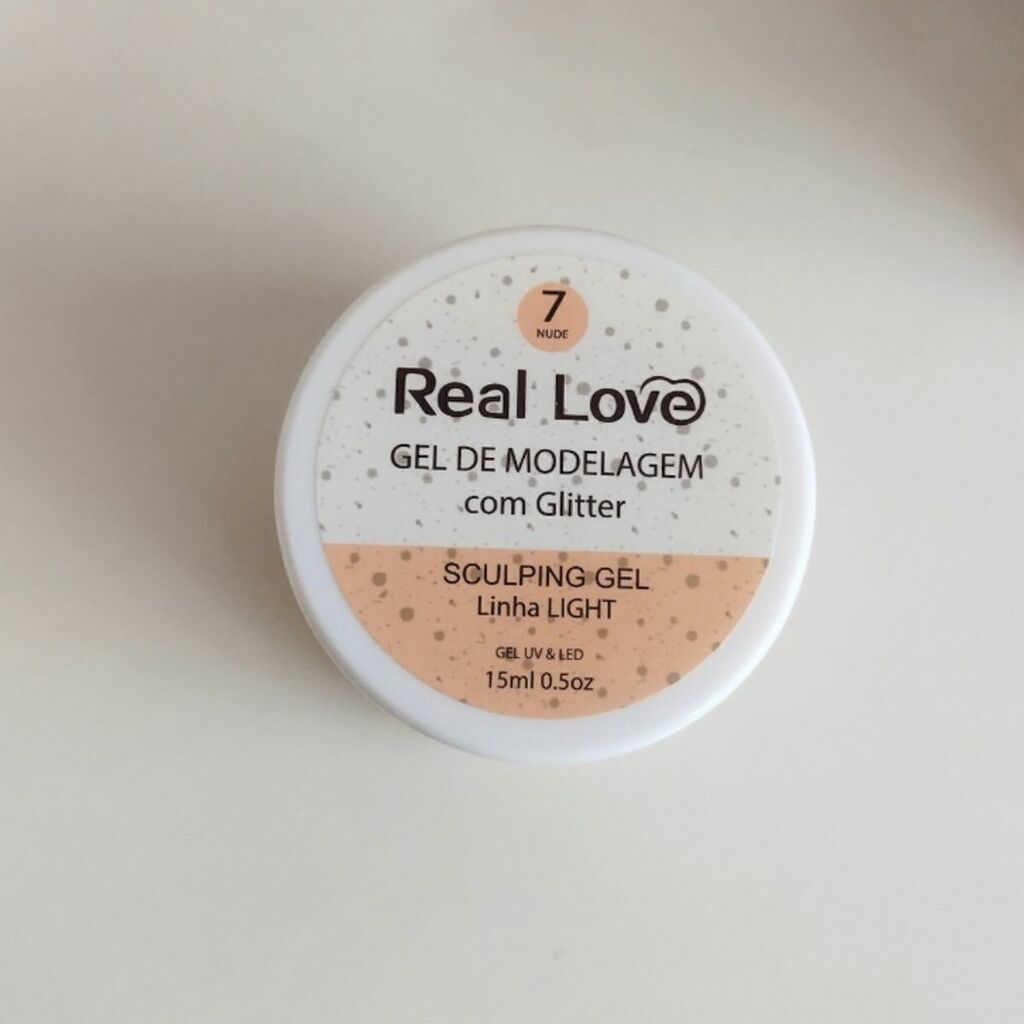 7
NUDE
Real Love
GEL DE MODELAGEM
com Glitter
SCULPING GEL
Linha LIGHT
GEL UV & LED
15ml 0.5oz